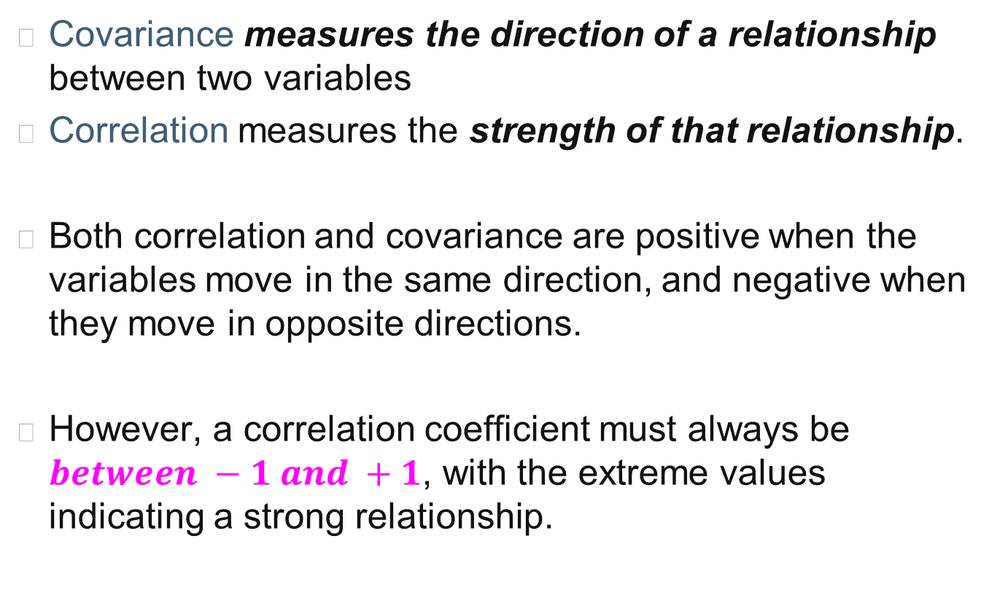 Covariance measures the direction of a relationship
between two variables
Correlation measures the strength of that relationship.
Both correlation and covariance are positive when the
variables move in the same direction, and negative when
they move in opposite directions.
However, a correlation coefficient must always be
between − 1 and + 1, with the extreme values
indicating a strong relationship.